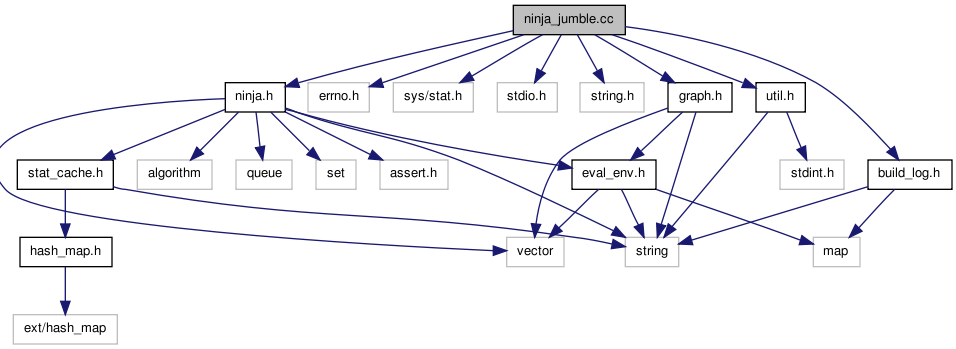 ninja_jumble.cc
ninja.h
errno.h
sys/stat.h
stdio.h
string.h
graph.h
util.h
stat_cache.h
algorithm
queue
set
assert.h
eval_env.h
stdint.h
build_log.h
hash_map.h
vector
string
map
ext/hash_map